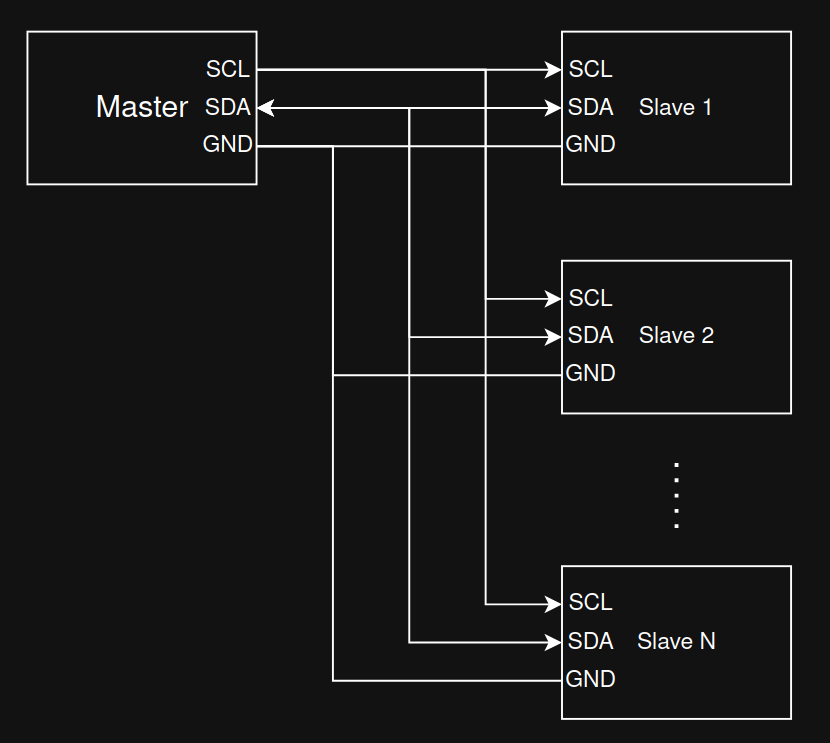 SCL
Master SDA
GND
SCL
SDA Slave 1
GND
SCL
SDA Slave 2
GND
SCL
SDA Slave N
GND